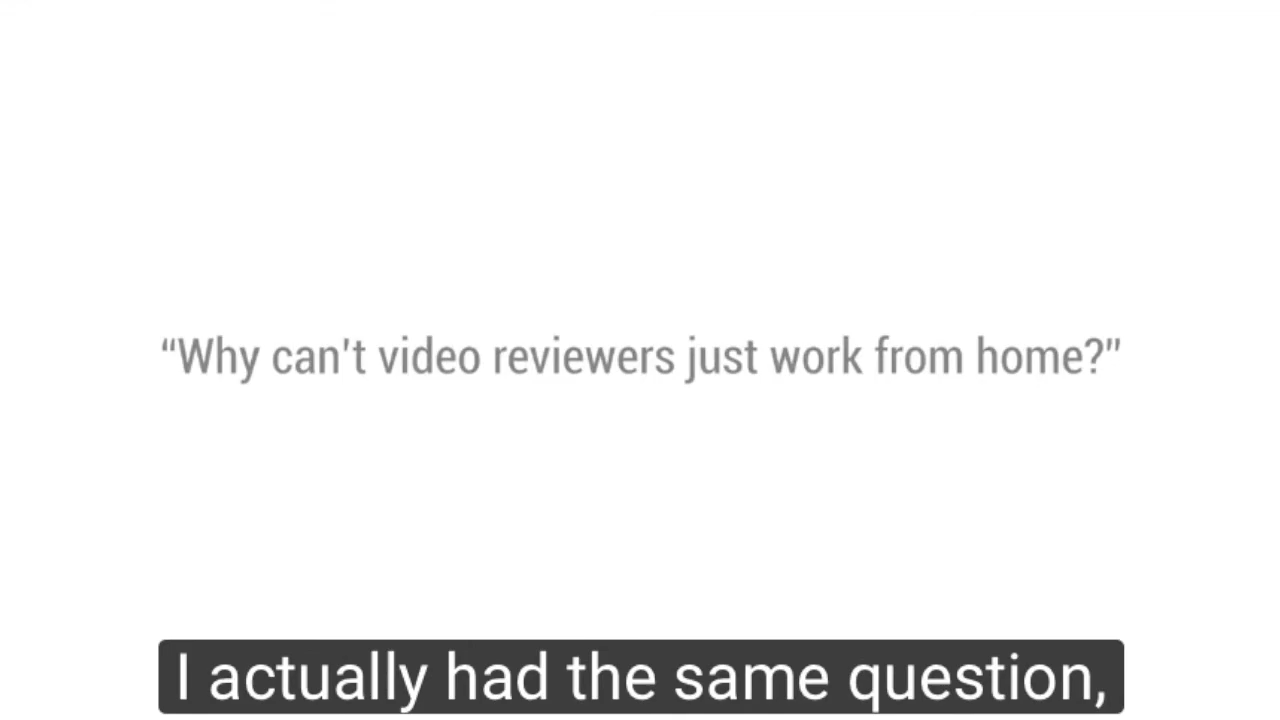 “Why can't video reviewers just work from home?”
I actually had the same question,